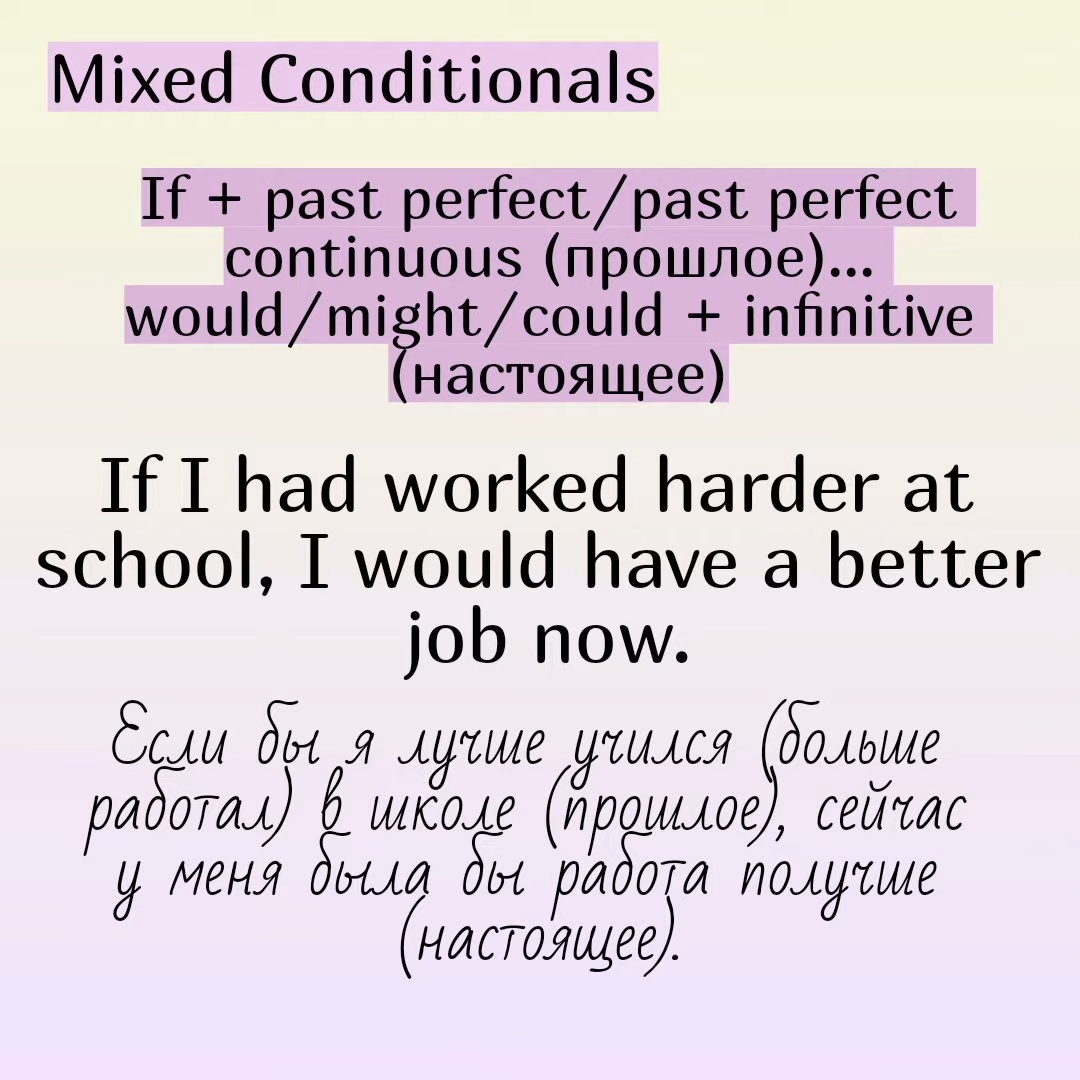 Mixed Conditionals
If + past perfect/past perfect
continuous (прошлое)...
would/might/could + infinitive
(настоящее)
If I had worked harder at
school, I would have a better
job now.
Если бы я лучше учился (больше
работал) в школе (прошлое), сейчас
у меня была бы работа получше
(настоящее).